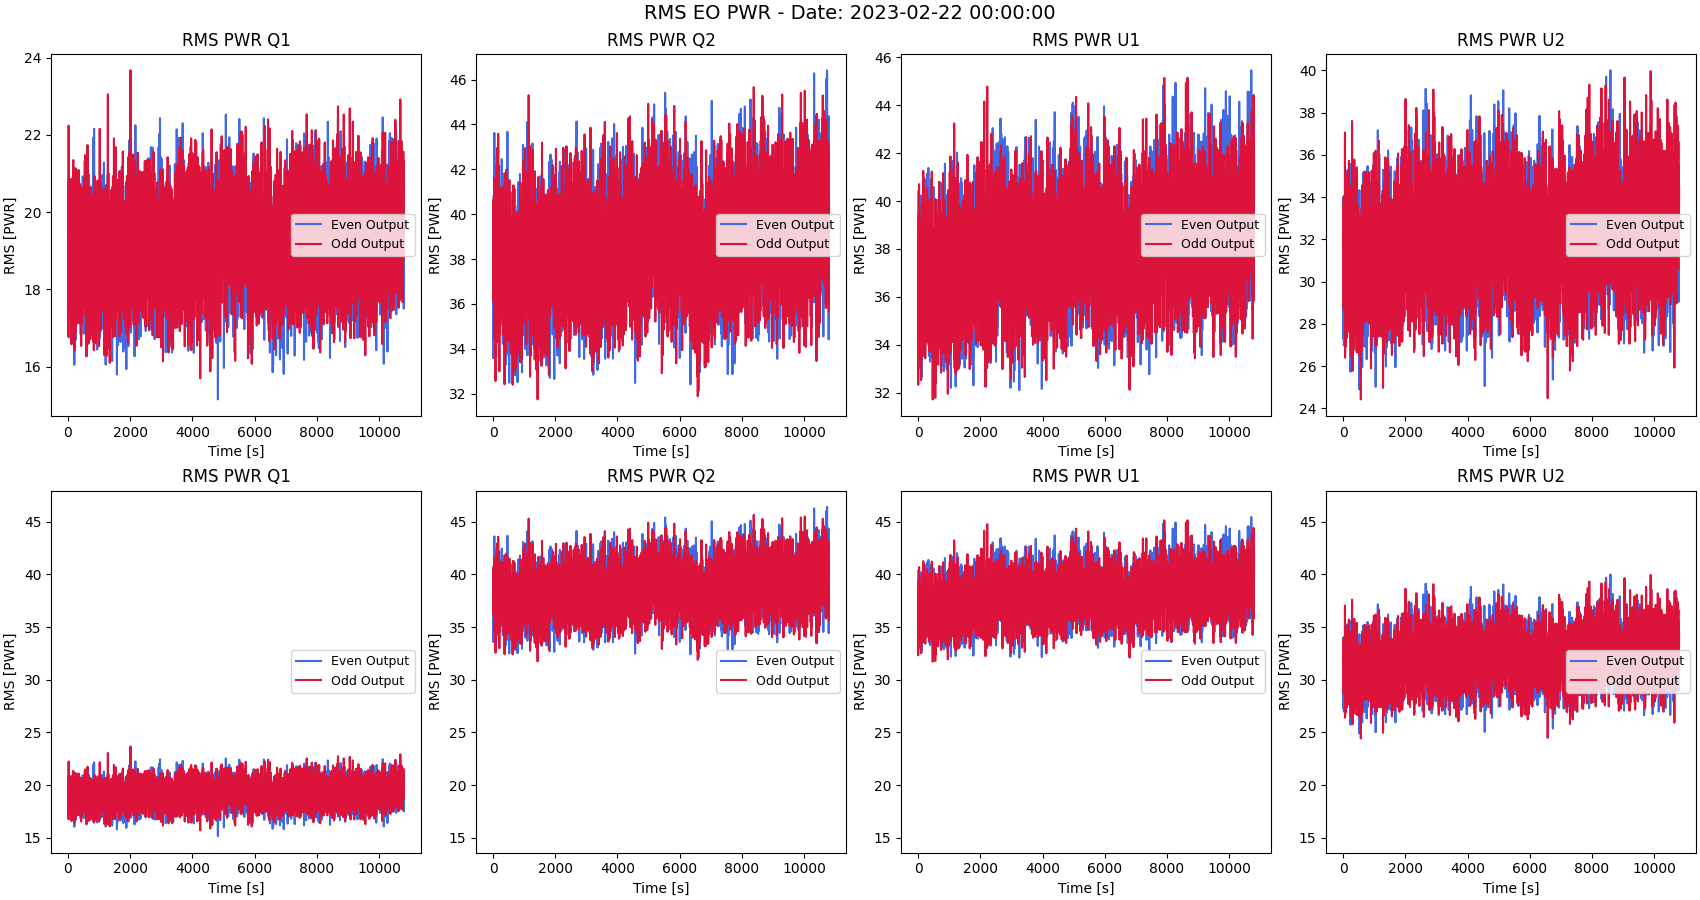 RMS EO PWR - Date: 2023-02-22 00:00:00
RMS PWR Q1
RMS [PWR]
24
22
20
18
16
0 2000 4000 6000 8000 10000
Time [s]
Even Output
Odd Output
RMS PWR Q2
RMS [PWR]
46
44
42
40
38
36
34
32
0 2000 4000 6000 8000 10000
Time [s]
Even Output
Odd Output
RMS PWR U1
RMS [PWR]
46
44
42
40
38
36
34
32
0 2000 4000 6000 8000 10000
Time [s]
Even Output
Odd Output
RMS PWR U2
RMS [PWR]
40
38
36
34
32
30
28
26
24
0 2000 4000 6000 8000 10000
Time [s]
Even Output
Odd Output
RMS PWR Q1
RMS [PWR]
45
40
35
30
25
20
15
0 2000 4000 6000 8000 10000
Time [s]
Even Output
Odd Output
RMS PWR Q2
RMS [PWR]
45
40
35
30
25
20
15
0 2000 4000 6000 8000 10000
Time [s]
Even Output
Odd Output
RMS PWR U1
RMS [PWR]
45
40
35
30
25
20
15
0 2000 4000 6000 8000 10000
Time [s]
Even Output
Odd Output
RMS PWR U2
RMS [PWR]
45
40
35
30
25
20
15
0 2000 4000 6000 8000 10000
Time [s]
Even Output
Odd Output